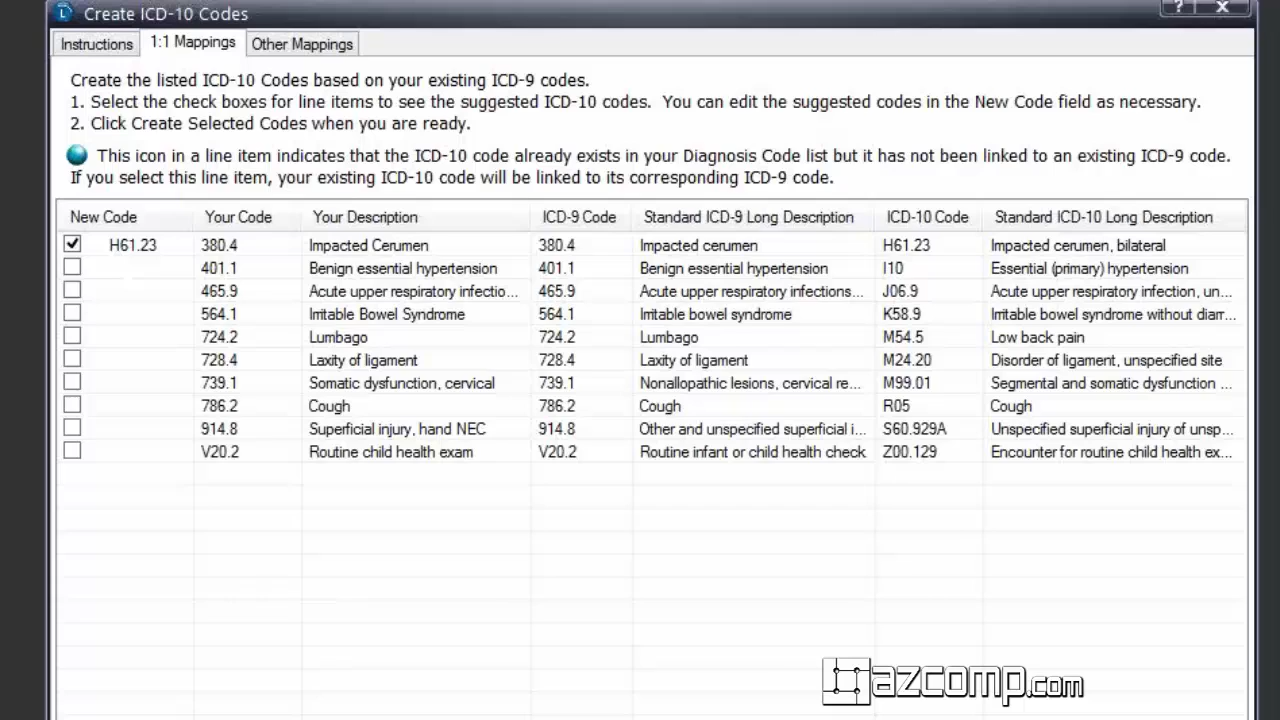 Create ICD-10 Codes
Instructions 1:1 Mappings Other Mappings
Create the listed ICD-10 Codes based on your existing ICD-9 codes.
1. Select the check boxes for line items to see the suggested ICD-10 codes. You can edit the suggested codes in the New Code field as necessary.
2. Click Create Selected Codes when you are ready.
This icon in a line item indicates that the ICD-10 code already exists in your Diagnosis Code list but it has not been linked to an existing ICD-9 code.
If you select this line item, your existing ICD-10 code will be linked to its corresponding ICD-9 code.
New Code Your Code Your Description ICD-9 Code Standard ICD-9 Long Description ICD-10 Code Standard ICD-10 Long Description
H61.23 380.4 Impacted Cerumen 380.4 Impacted cerumen H61.23 Impacted cerumen, bilateral
401.1 Benign essential hypertension 401.1 Benign essential hypertension I10 Essential (primary) hypertension
465.9 Acute upper respiratory infectio... 465.9 Acute upper respiratory infections... J06.9 Acute upper respiratory infection, un...
564.1 Irritable Bowel Syndrome 564.1 Irritable bowel syndrome K58.9 Irritable bowel syndrome without diarr...
724.2 Lumbago 724.2 Lumbago M54.5 Low back pain
728.4 Laxity of ligament 728.4 Laxity of ligament M24.20 Disorder of ligament, unspecified site
739.1 Somatic dysfunction, cervical 739.1 Nonallopathic lesions, cervical re... M99.01 Segmental and somatic dysfunction ...
786.2 Cough 786.2 Cough R05 Cough
914.8 Superficial injury, hand NEC 914.8 Other and unspecified superficial i... S60.929A Unspecified superficial injury of unsp...
V20.2 Routine child health exam V20.2 Routine infant or child health check Z00.129 Encounter for routine child health ex...
azcomp.com